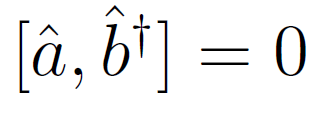 [â, b̂†] = 0